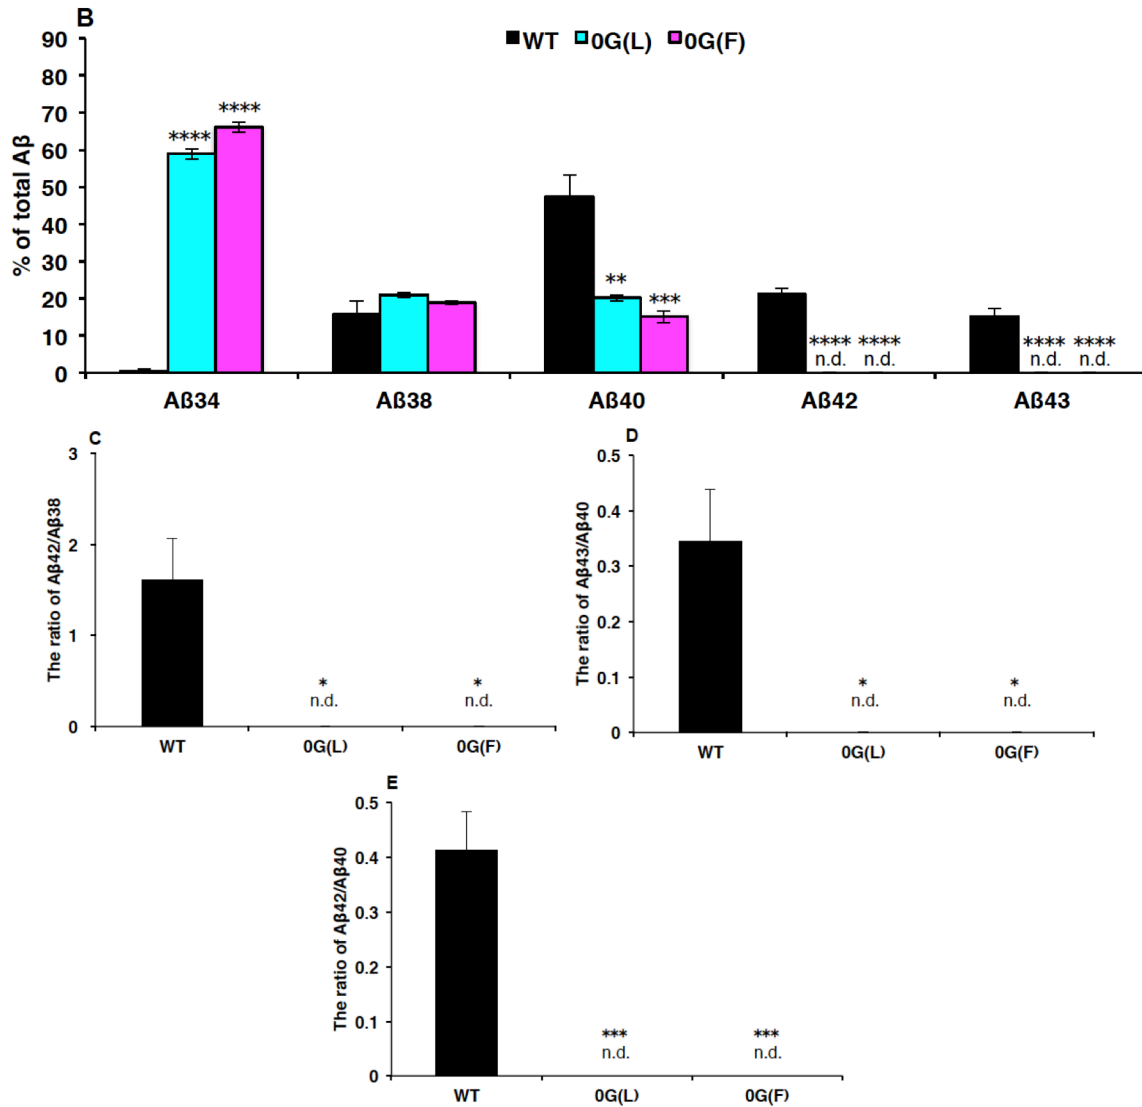 B
WT 0G(L) 0G(F)
% of total Aβ
90
80
70
60
50
40
30
20
10
0
**** ****
** ***
**** ****
n.d. n.d.
**** ****
n.d. n.d.
Aß34 Aß38 Aß40 Aß42 Aß43
C
The ratio of Aβ42/Aβ38
3
2
1
0
* *
n.d. n.d.
WT 0G(L) 0G(F)
D
The ratio of Aβ43/Aβ40
0.5
0.4
0.3
0.2
0.1
0
* *
n.d. n.d.
WT 0G(L) 0G(F)
E
The ratio of Aβ42/Aβ40
0.5
0.4
0.3
0.2
0.1
0
*** ***
n.d. n.d.
WT 0G(L) 0G(F)